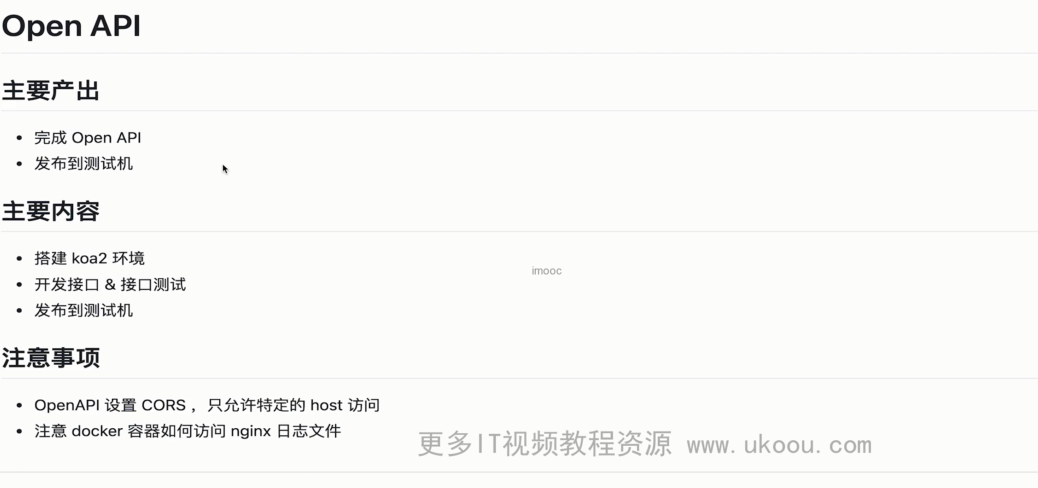 Open API
主要产出
• 完成 Open API
• 发布到测试机
主要内容
• 搭建 koa2 环境
imooc
• 开发接口 & 接口测试
• 发布到测试机
注意事项
• OpenAPI 设置 CORS ，只允许特定的 host 访问
• 注意 docker 容器如何访问 nginx 日志文件
更多IT视频教程资源 www.ukoou.com